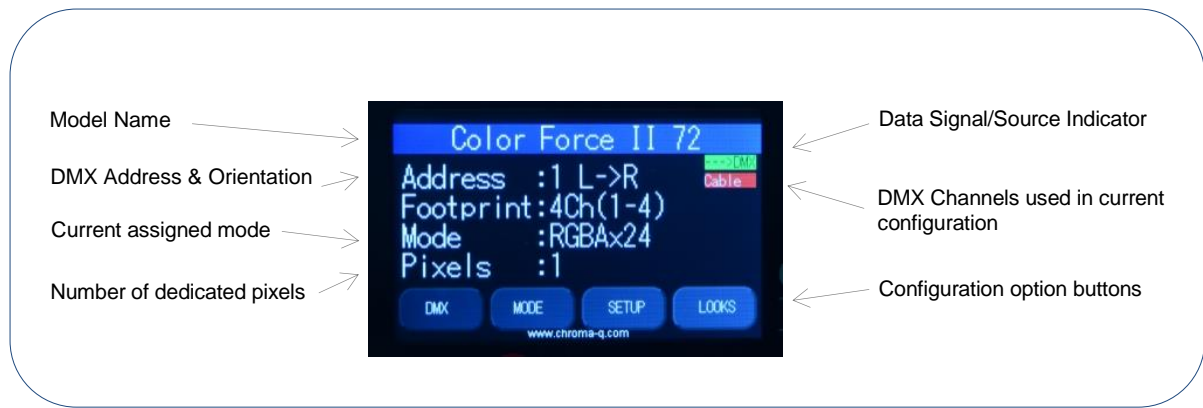 Model Name
DMX Address & Orientation
Current assigned mode
Number of dedicated pixels
Color Force II 72
--->DMX
Cable
Address :1 L->R
Footprint:4Ch(1-4)
Mode :RGBAx24
Pixels :1
DMX MODE SETUP LOOKS
www.chroma-q.com
Data Signal/Source Indicator
DMX Channels used in current
configuration
Configuration option buttons